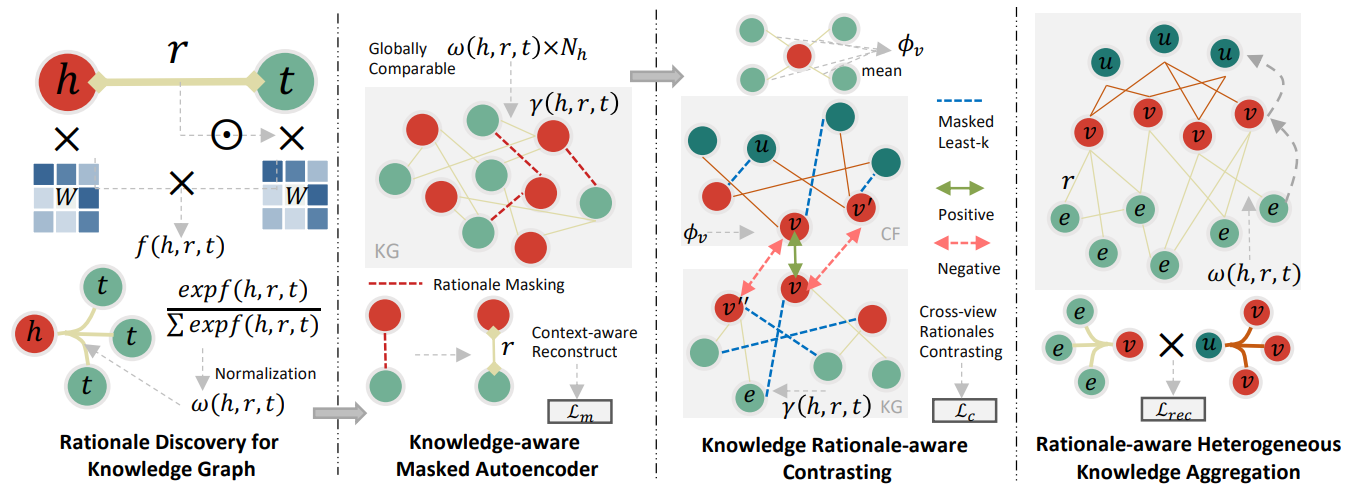 r
h
t
×
⊙
×
W
×
W
f(h,r,t)
t
h
t
t
expf(h,r,t)
∑ expf(h,r,t)
Normalization
ω(h,r,t)
Rationale Discovery for
Knowledge Graph
Globally
Comparable
ω(h,r,t)×N_h
γ(h,r,t)
KG
Rationale Masking
r
Context-aware
Reconstruct
ℒ_m
Knowledge-aware
Masked Autoencoder
ϕ_v
mean
u
v
v'
ϕ_v
CF
v
v''
e
γ(h,r,t)
KG
Masked
Least-k
Positive
Negative
Cross-view
Rationales
Contrasting
ℒ_c
Knowledge Rationale-aware
Contrasting
u
u
u
v
v
v
v
r
e
e
e
e
e
e
ω(h,r,t)
e
e
e
v
×
u
v
v
v
ℒ_rec
Rationale-aware Heterogeneous
Knowledge Aggregation